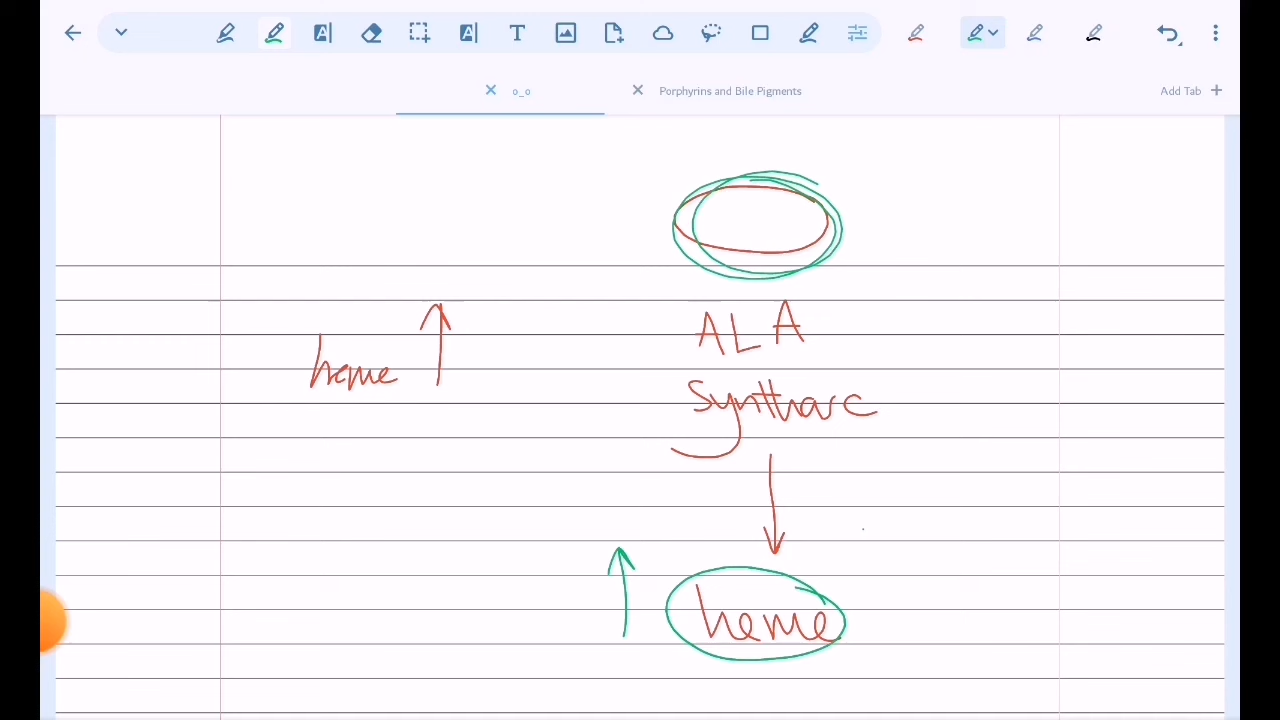 o_o
Porphyrins and Bile Pigments
Add Tab
ALA
heme
Synthase
heme